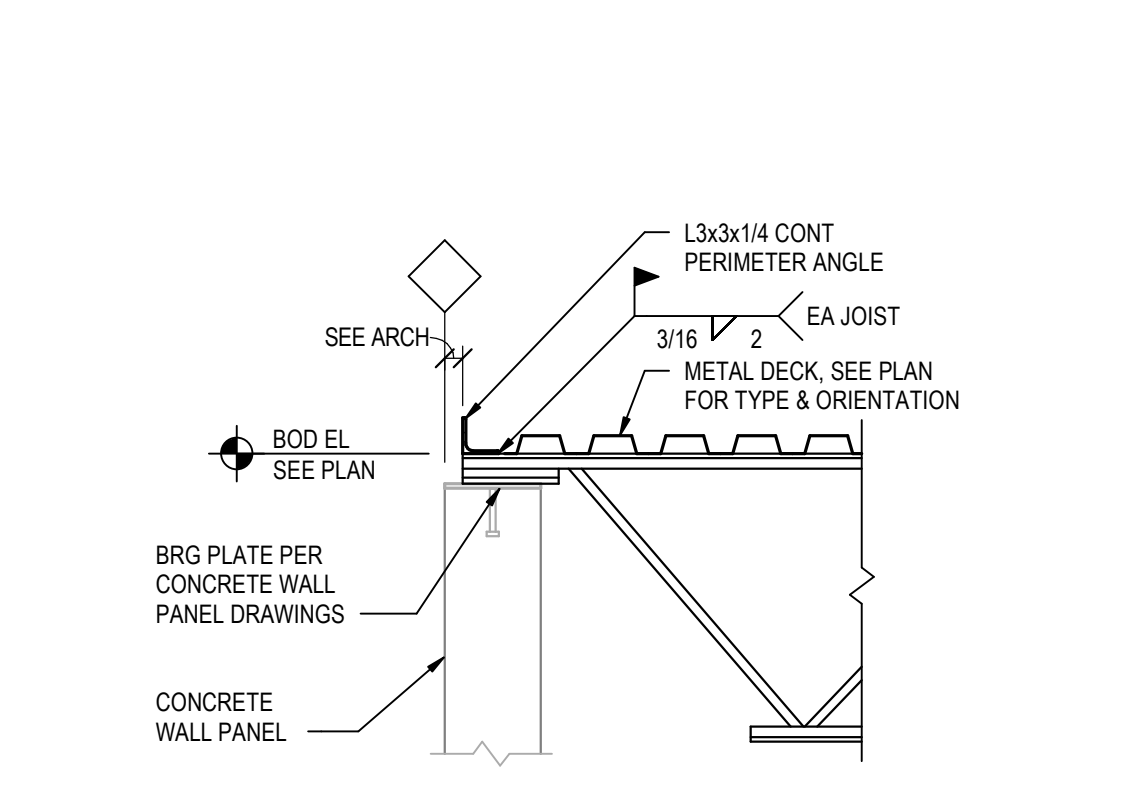 L3x3x1/4 CONT
PERIMETER ANGLE
SEE ARCH
EA JOIST
3/16 2
METAL DECK, SEE PLAN
FOR TYPE & ORIENTATION
BOD EL
SEE PLAN
BRG PLATE PER
CONCRETE WALL
PANEL DRAWINGS
CONCRETE
WALL PANEL